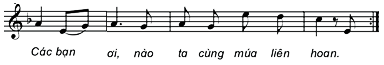 Các bạn ơi, nào ta cùng múa liên hoan.